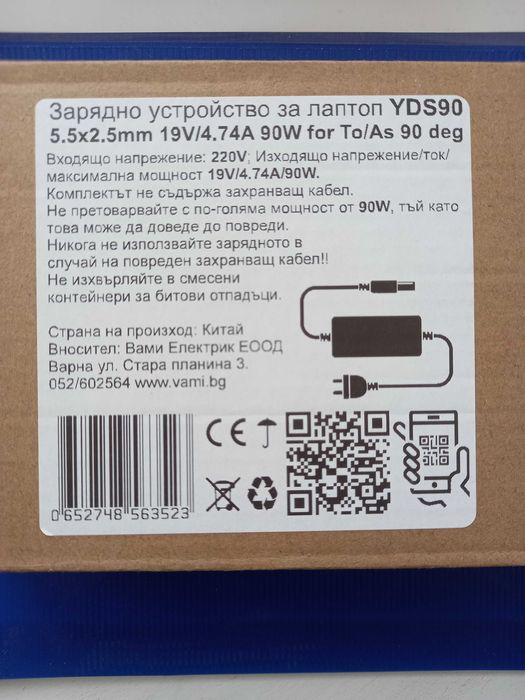 Зарядно устройство за лаптоп YDS90
5.5x2.5mm 19V/4.74A 90W for To/As 90 deg
Входящо напрежение: 220V; Изходящо напрежение/ток/
максимална мощност 19V/4.74A/90W.
Комплектът не съдържа захранващ кабел.
Не претоварвайте с по-голяма мощност от 90W, тъй като
това може да доведе до повреди.
Никога не използвайте зарядното в
случай на повреден захранващ кабел!!
Не изхвърляйте в смесени
контейнери за битови отпадъци.
Страна на произход: Китай
Вносител: Вами Електрик ЕООД
Варна ул. Стара планина 3.
052/602564 www.vami.bg
CE
0 652748 563523